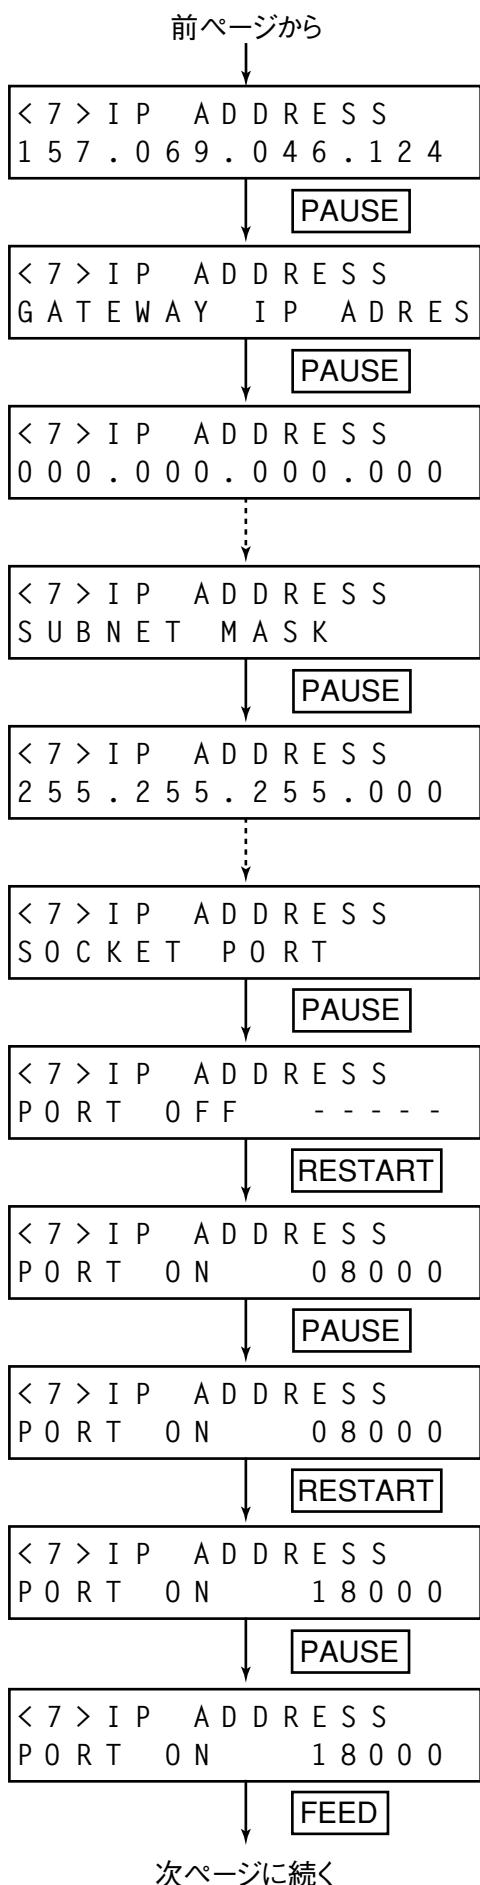 前ページから
<7>IP ADDRESS
157.069.046.124
PAUSE
<7>IP ADDRESS
GATEWAY IP ADRES
PAUSE
<7>IP ADDRESS
000.000.000.000
<7>IP ADDRESS
SUBNET MASK
PAUSE
<7>IP ADDRESS
255.255.255.000
<7>IP ADDRESS
SOCKET PORT
PAUSE
<7>IP ADDRESS
PORT OFF  -----
RESTART
<7>IP ADDRESS
PORT ON   08000
PAUSE
<7>IP ADDRESS
PORT ON   08000
RESTART
<7>IP ADDRESS
PORT ON   18000
PAUSE
<7>IP ADDRESS
PORT ON   18000
FEED
次ページに続く